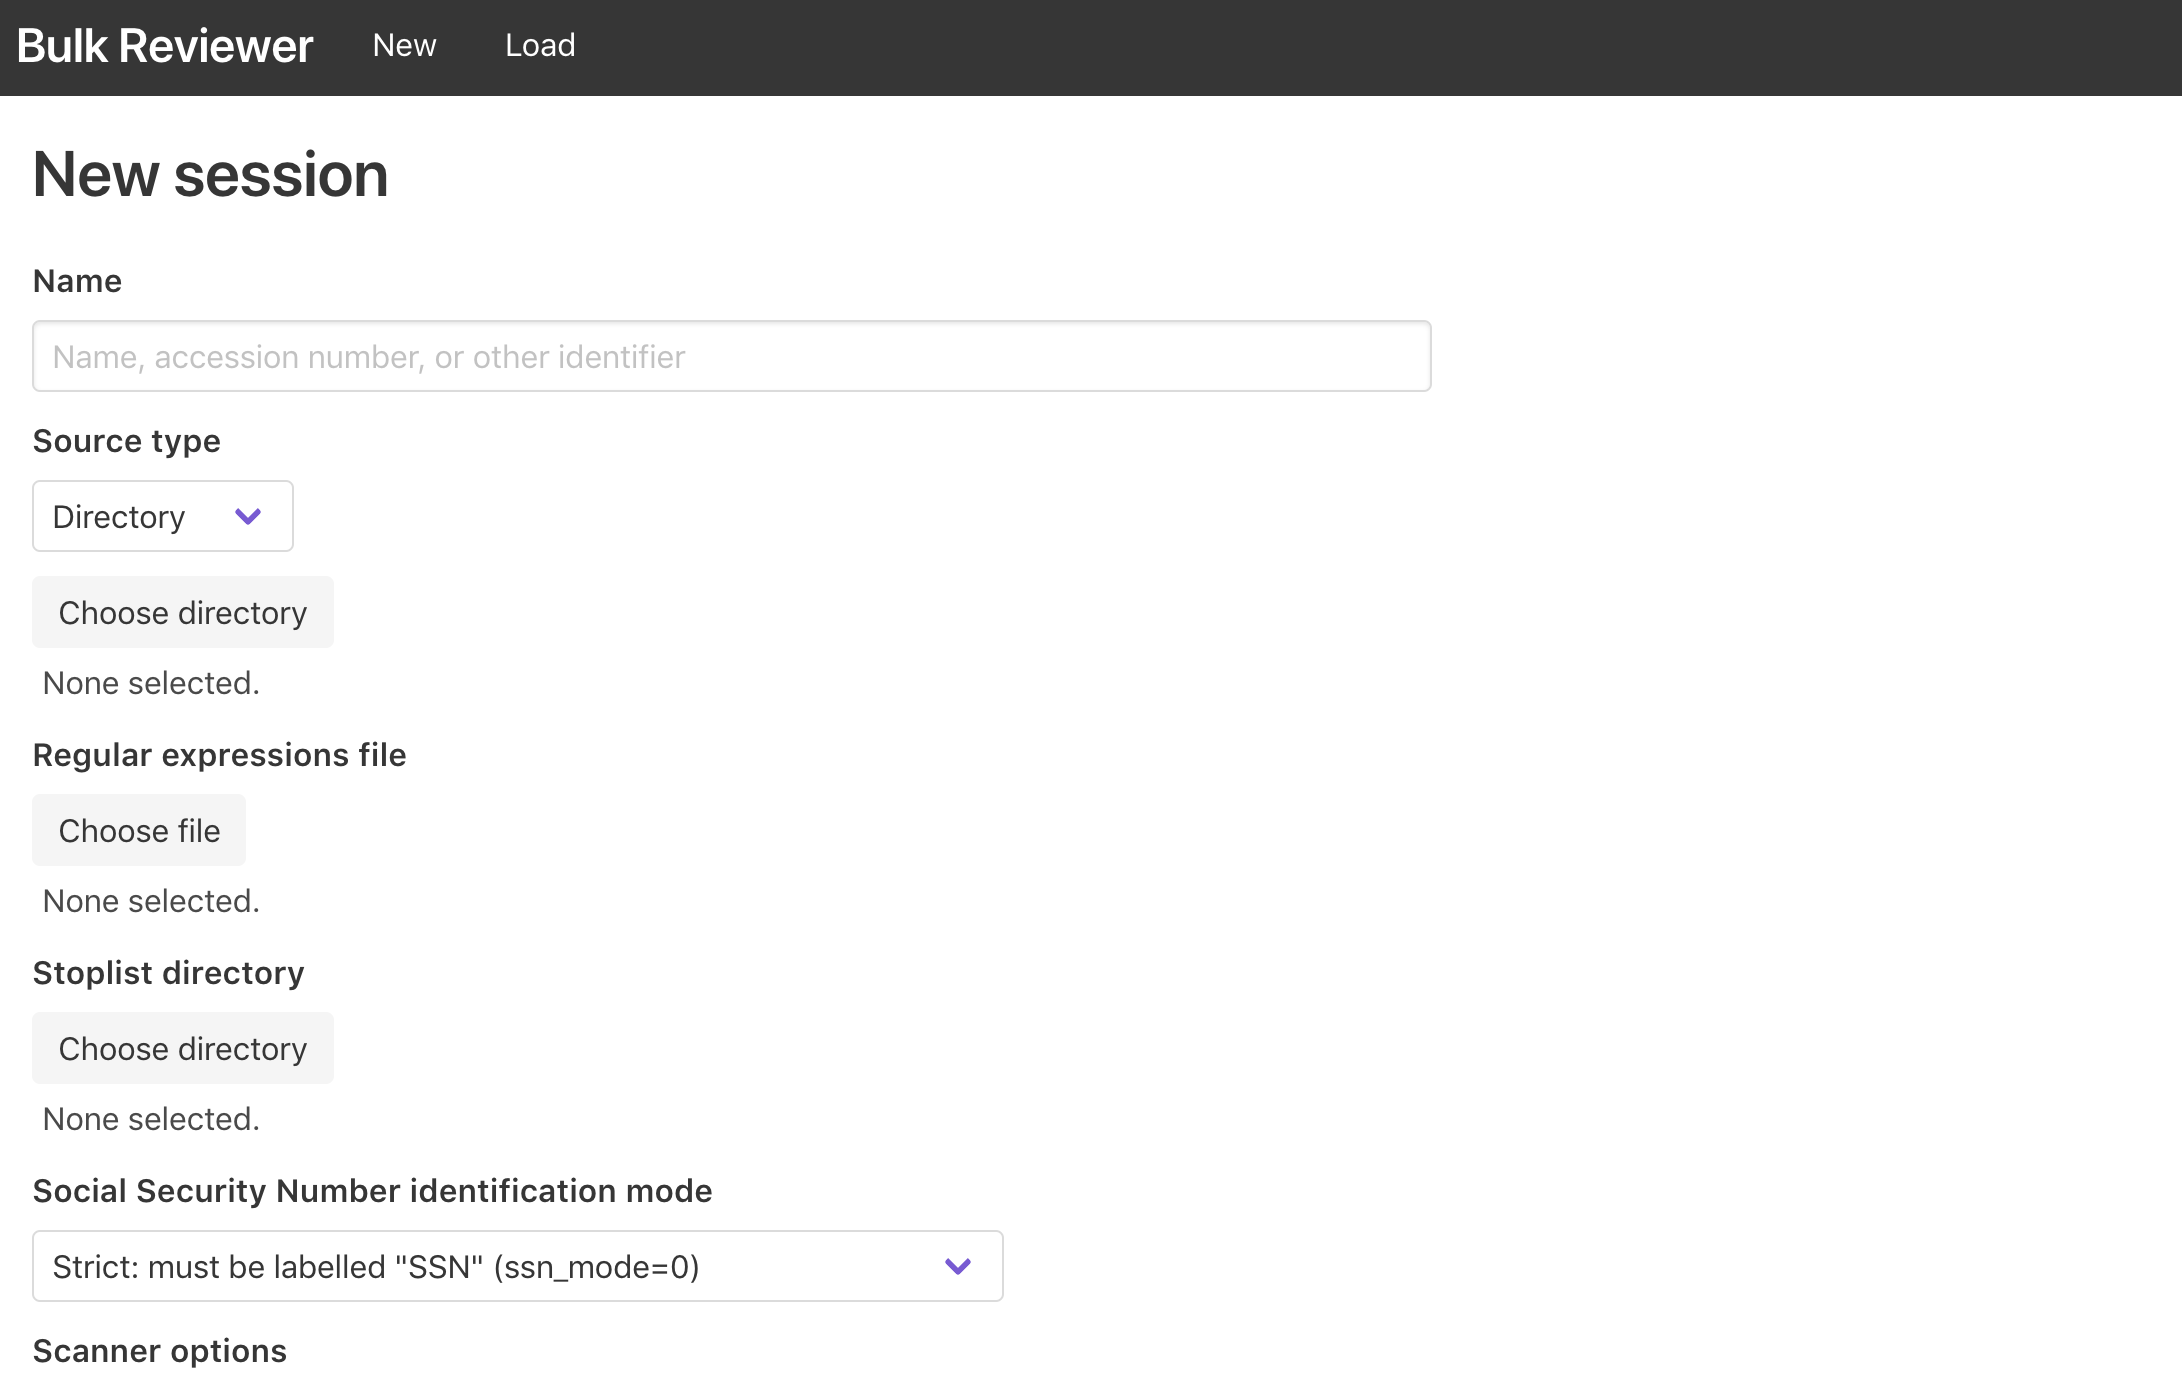 Bulk Reviewer New Load
New session
Name
Name, accession number, or other identifier
Source type
Directory
Choose directory
None selected.
Regular expressions file
Choose file
None selected.
Stoplist directory
Choose directory
None selected.
Social Security Number identification mode
Strict: must be labelled "SSN" (ssn_mode=0)
Scanner options